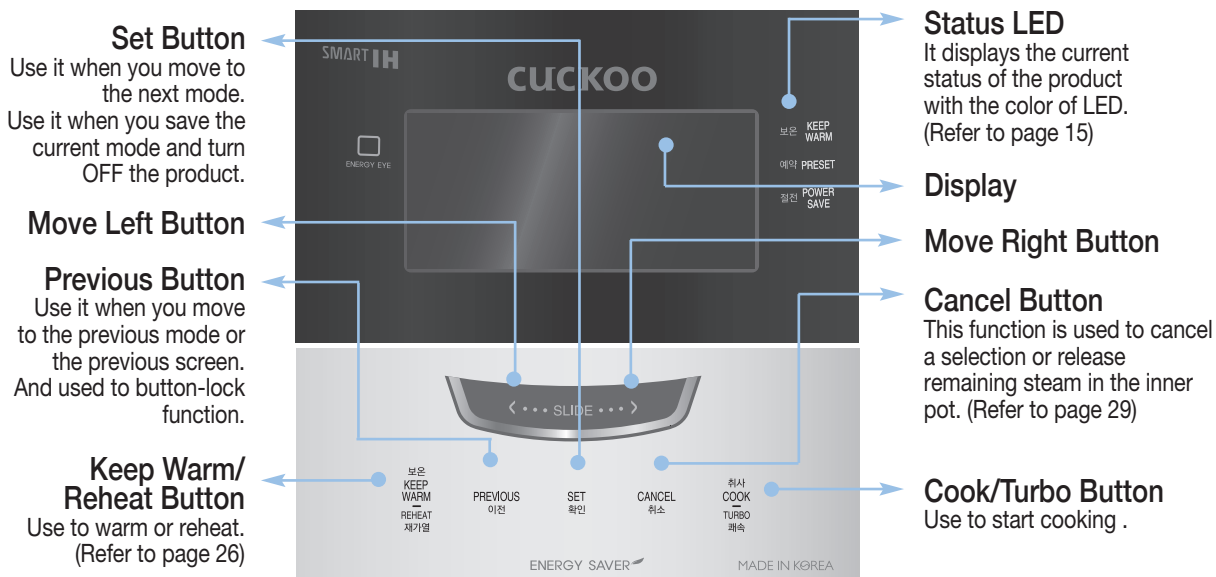 Set Button
Use it when you move to
the next mode.
Use it when you save the
current mode and turn
OFF the product.
Move Left Button
Previous Button
Use it when you move
to the previous mode or
the previous screen.
And used to button-lock
function.
Keep Warm/
Reheat Button
Use to warm or reheat.
(Refer to page 26)
SMART IH
CUCKOO
ENERGY EYE
보온 KEEP WARM
예약 PRESET
절전 POWER SAVE
< • • • SLIDE • • • >
보온
KEEP
WARM
REHEAT
재가열
PREVIOUS
이전
SET
확인
CANCEL
취소
취사
COOK
TURBO
쾌속
ENERGY SAVER
MADE IN KOREA
Status LED
It displays the current
status of the product
with the color of LED.
(Refer to page 15)
Display
Move Right Button
Cancel Button
This function is used to cancel
a selection or release
remaining steam in the inner
pot. (Refer to page 29)
Cook/Turbo Button
Use to start cooking .